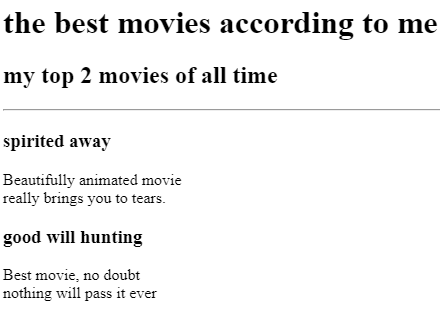 the best movies according to me
my top 2 movies of all time
spirited away
Beautifully animated movie
really brings you to tears.
good will hunting
Best movie, no doubt
nothing will pass it ever